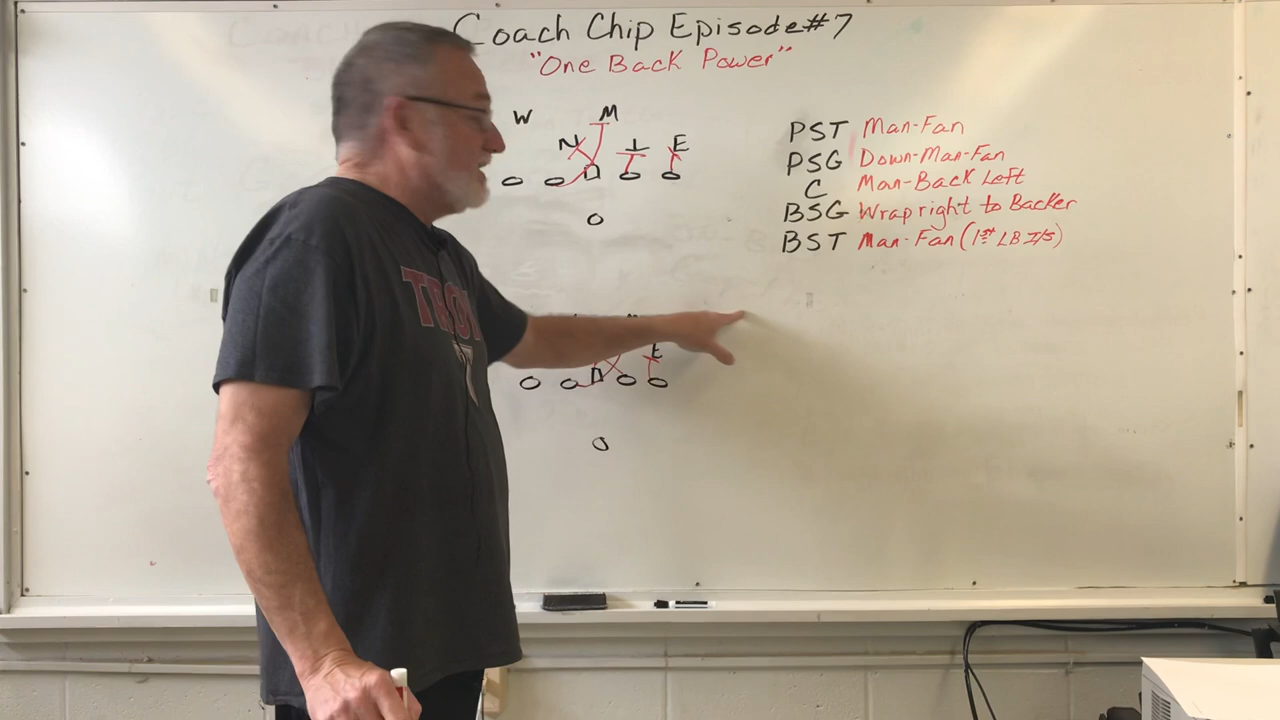 Coach Chip Episode #7
"One Back Power"
W M
N T E
PST Man-Fan
PSG Down-Man-Fan
C Man-Back Left
BSG Wrap right to Backer
BST Man-Fan (1st LB I/S)
TROY
E